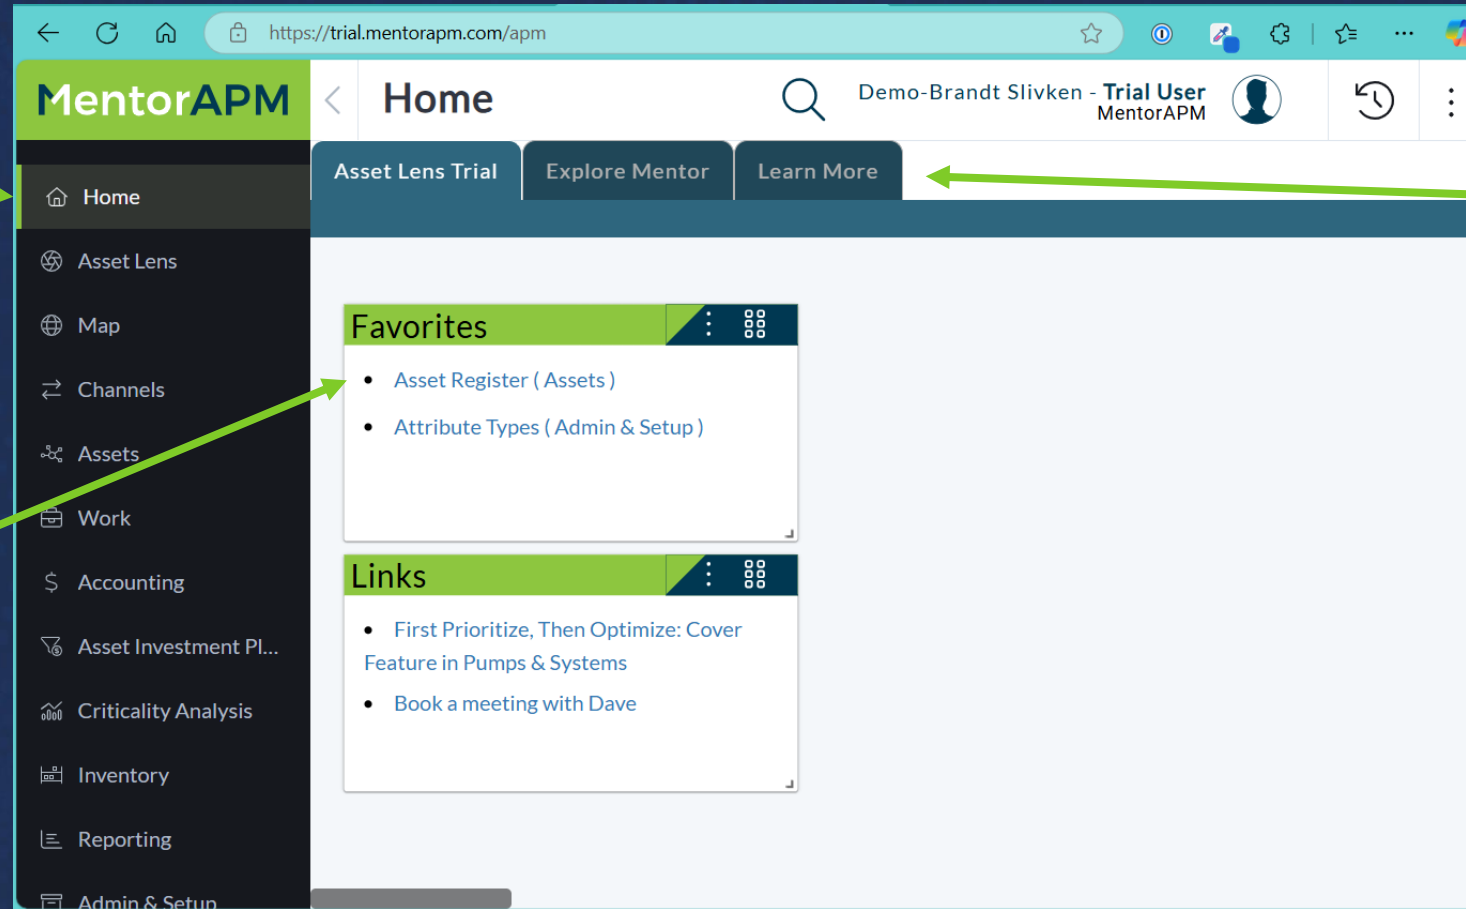 https://trial.mentorapm.com/apm
MentorAPM
Home
Demo-Brandt Slivken - Trial User
MentorAPM
Asset Lens Trial
Explore Mentor
Learn More
Home
Asset Lens
Map
Channels
Assets
Work
Accounting
Asset Investment Pl...
Criticality Analysis
Inventory
Reporting
Admin & Setup
Favorites
• Asset Register ( Assets )
• Attribute Types ( Admin & Setup )
Links
• First Prioritize, Then Optimize: Cover
Feature in Pumps & Systems
• Book a meeting with Dave